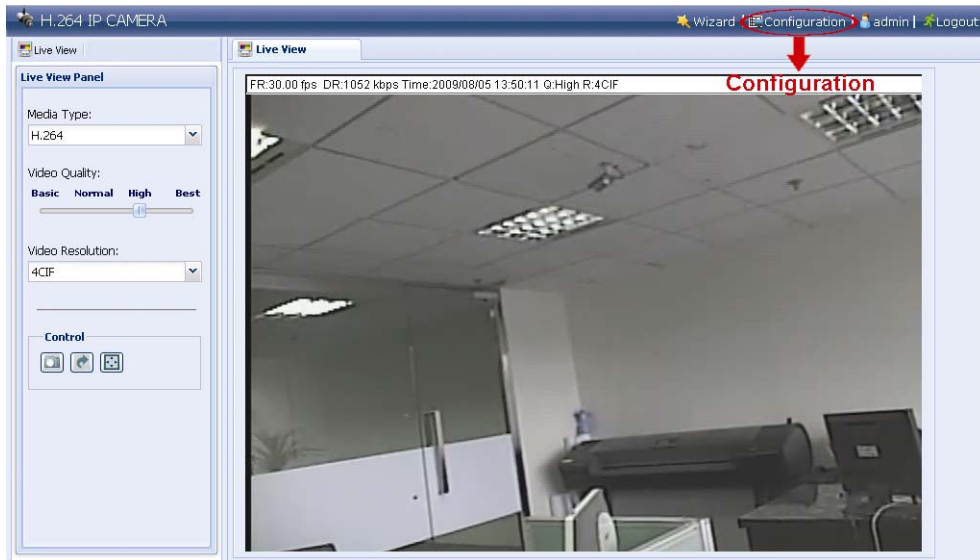 H.264 IP CAMERA
Wizard | Configuration | admin | Logout
Live View
Live View
Live View Panel
Configuration
FR:30.00 fps DR:1052 kbps Time:2009/08/05 13:50:11 Q:High R:4CIF
Media Type:
H.264
Video Quality:
Basic Normal High Best
Video Resolution:
4CIF
Control